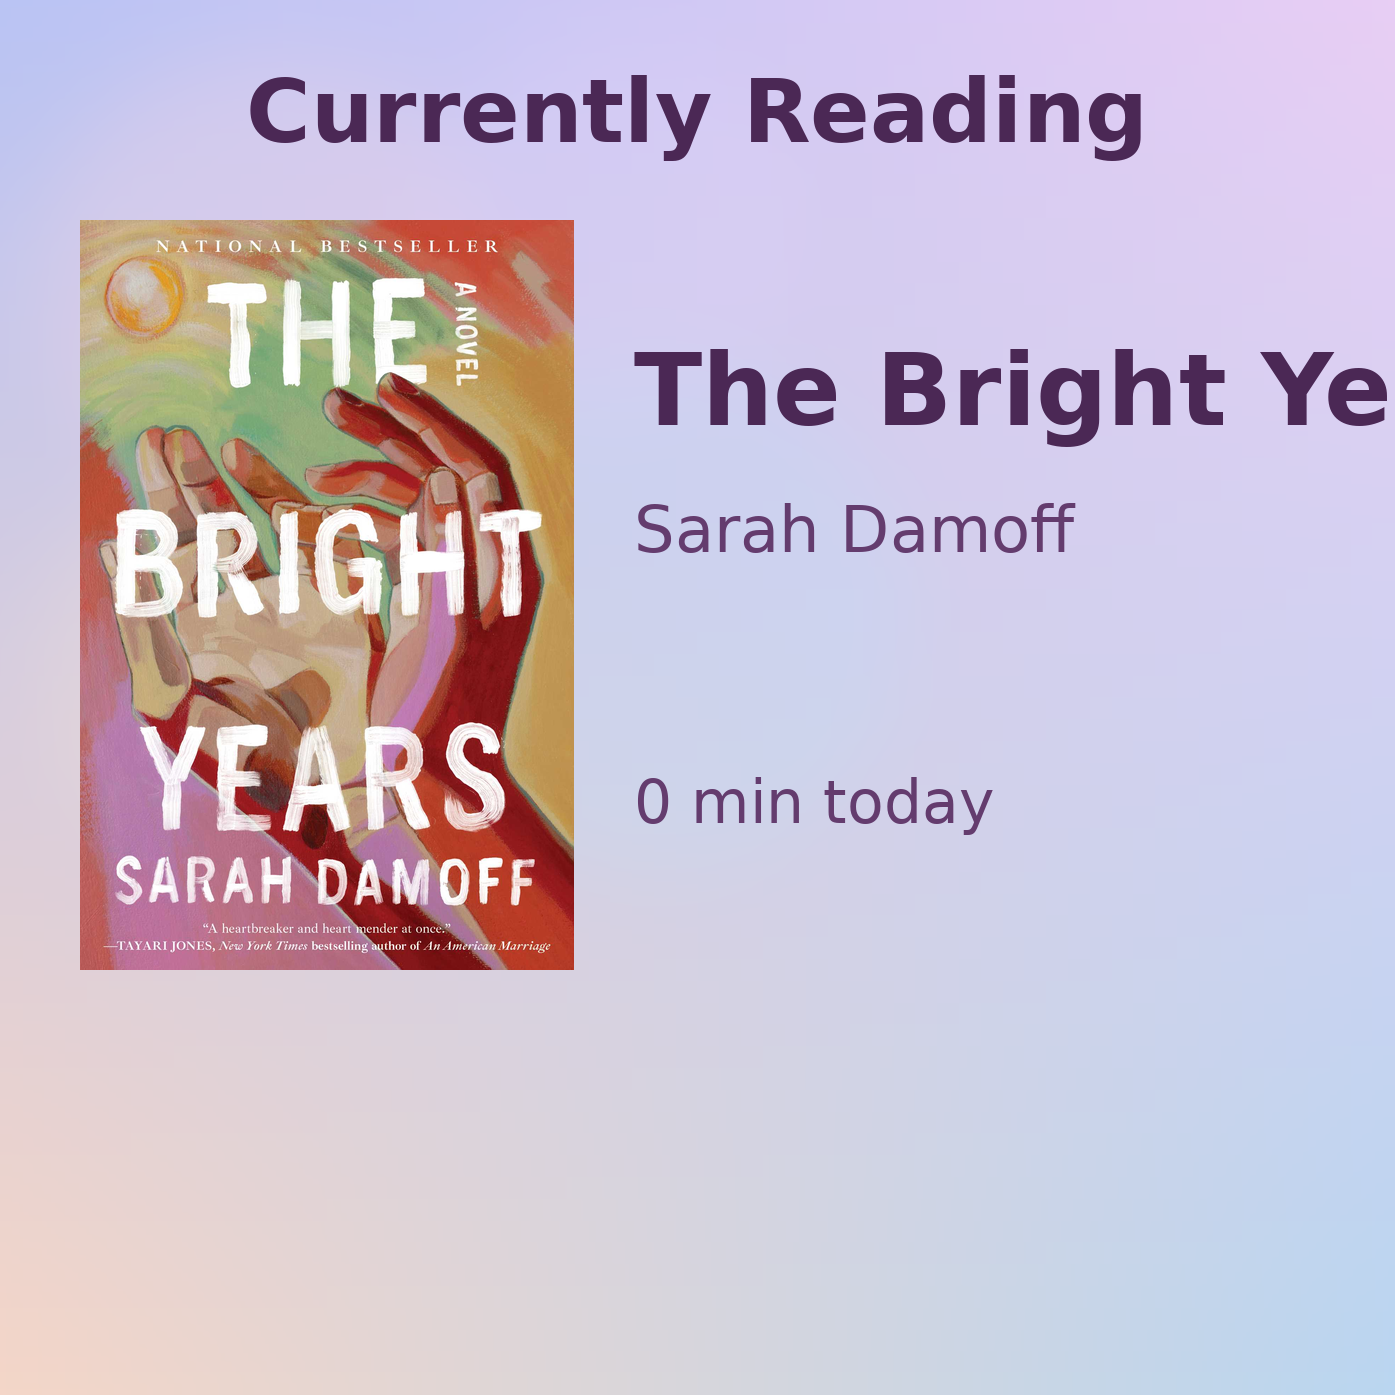 Currently Reading
NATIONAL BESTSELLER
THE
A NOVEL
BRIGHT
YEARS
SARAH DAMOFF
“A heartbreaker and heart mender at once.”
—TAYARI JONES, New York Times bestselling author of An American Marriage
The Bright Ye
Sarah Damoff
0 min today